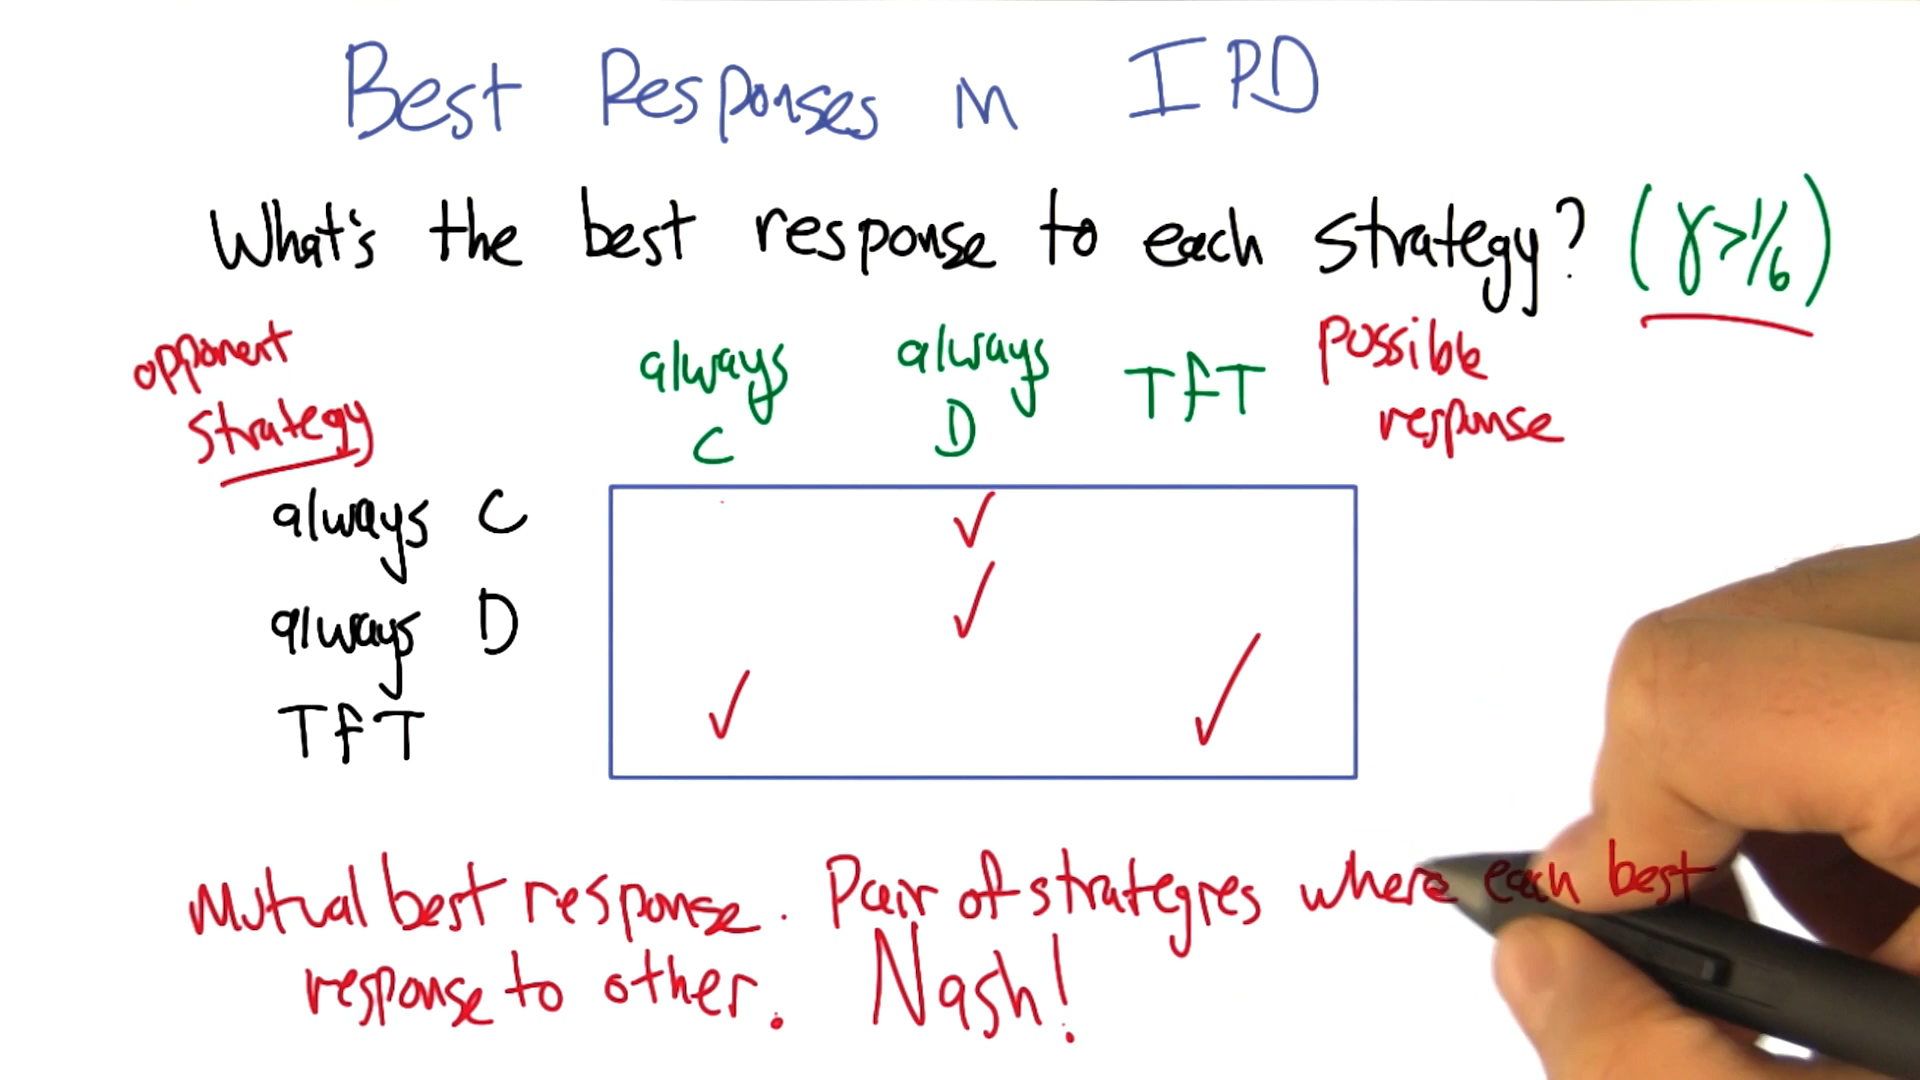 Best Responses in IPD
What's the best response to each strategy? (γ>1/6)
opponent strategy
always C
always D
TfT
possible response
always C ✓
always D ✓
TfT ✓ ✓
Mutual best response. Pair of strategies where each best
response to other. Nash!